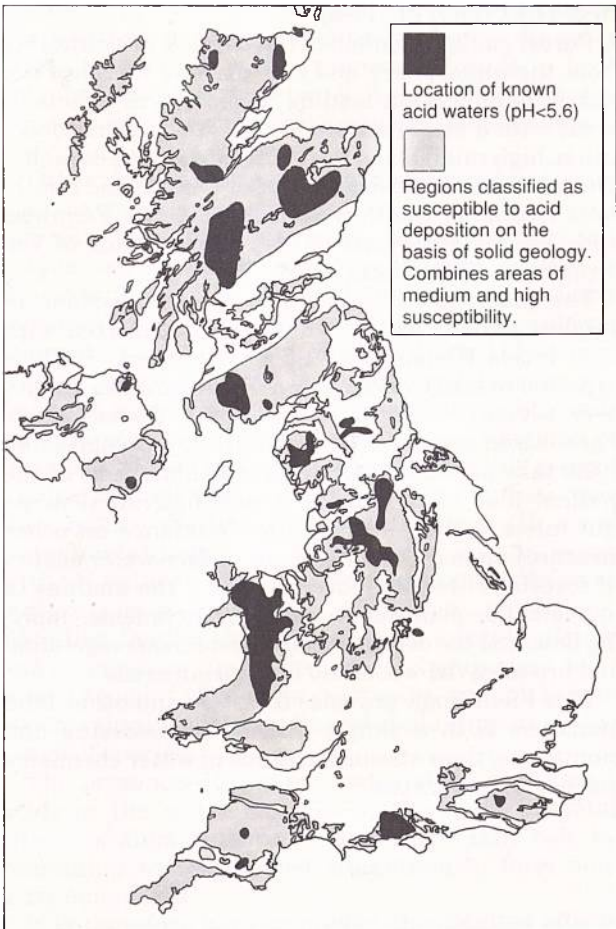 Location of known
acid waters (pH<5.6)
Regions classified as
susceptible to acid
deposition on the
basis of solid geology.
Combines areas of
medium and high
susceptibility.